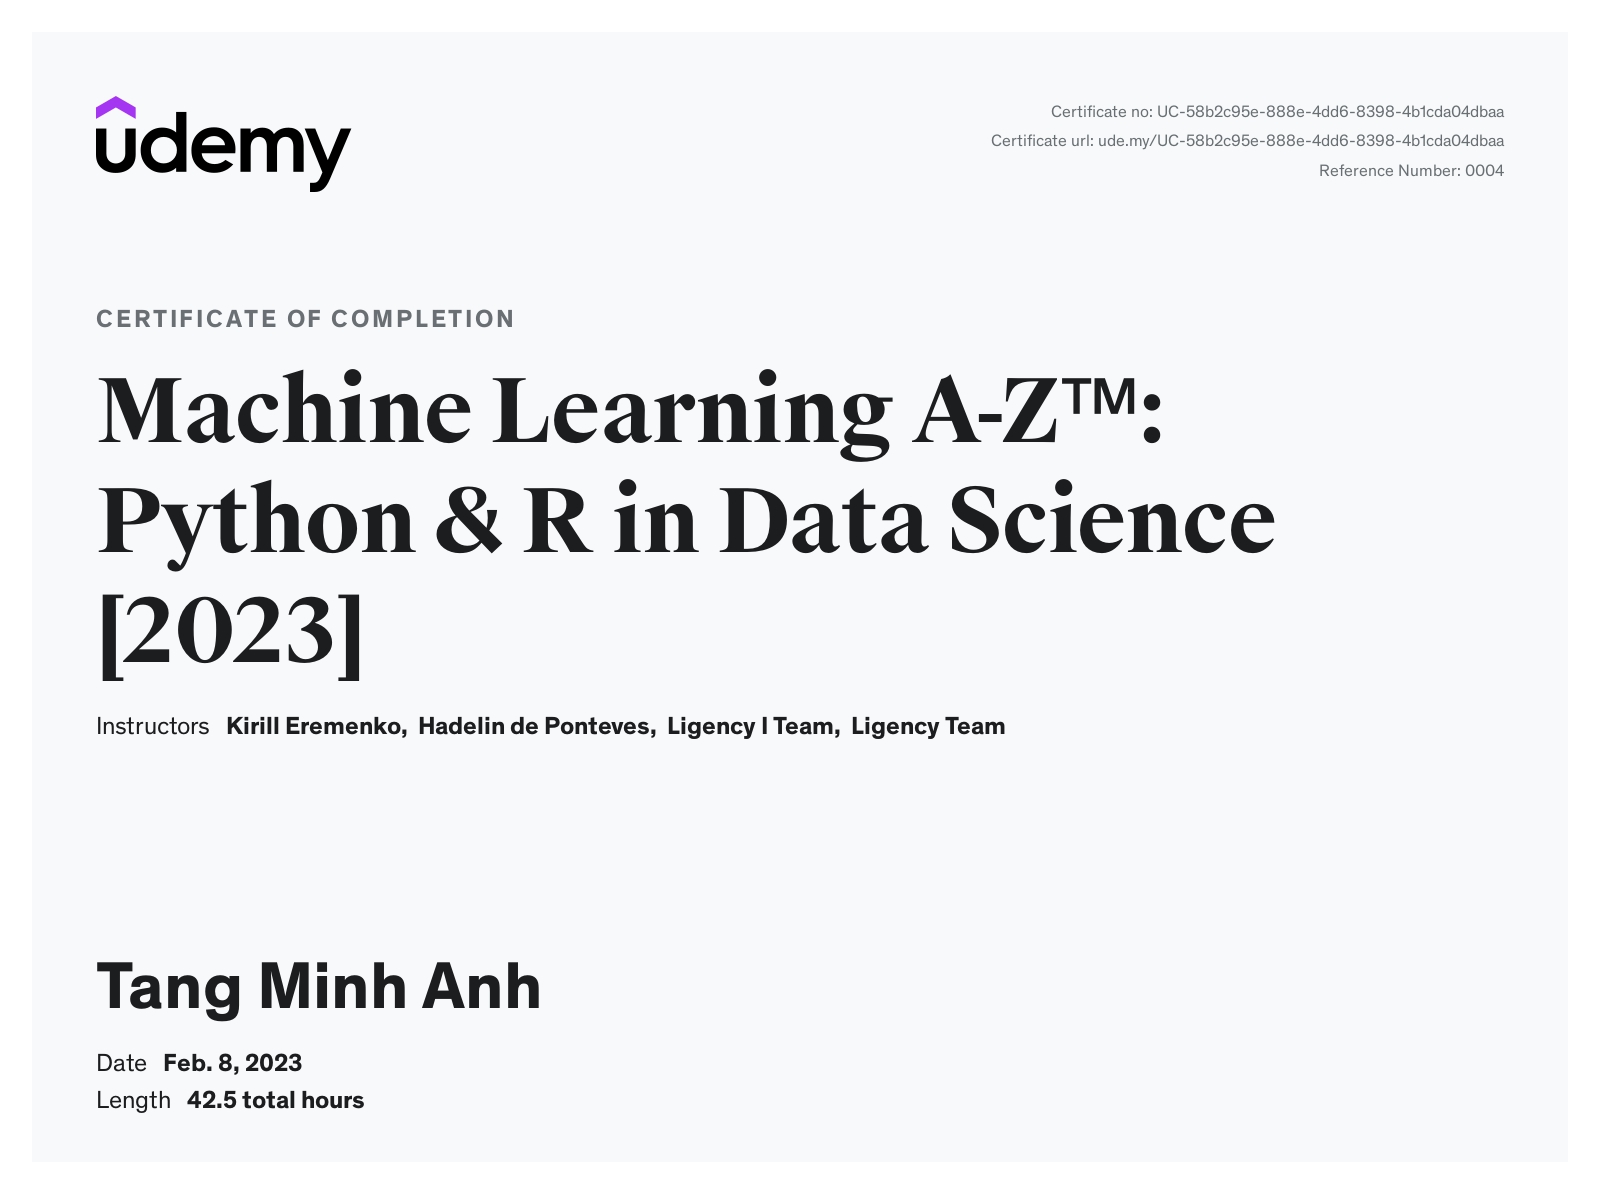 udemy
Certificate no: UC-58b2c95e-888e-4dd6-8398-4b1cda04dbaa
Certificate url: ude.my/UC-58b2c95e-888e-4dd6-8398-4b1cda04dbaa
Reference Number: 0004
CERTIFICATE OF COMPLETION
Machine Learning A-Z™:
Python & R in Data Science
[2023]
Instructors Kirill Eremenko, Hadelin de Ponteves, Ligency I Team, Ligency Team
Tang Minh Anh
Date Feb. 8, 2023
Length 42.5 total hours